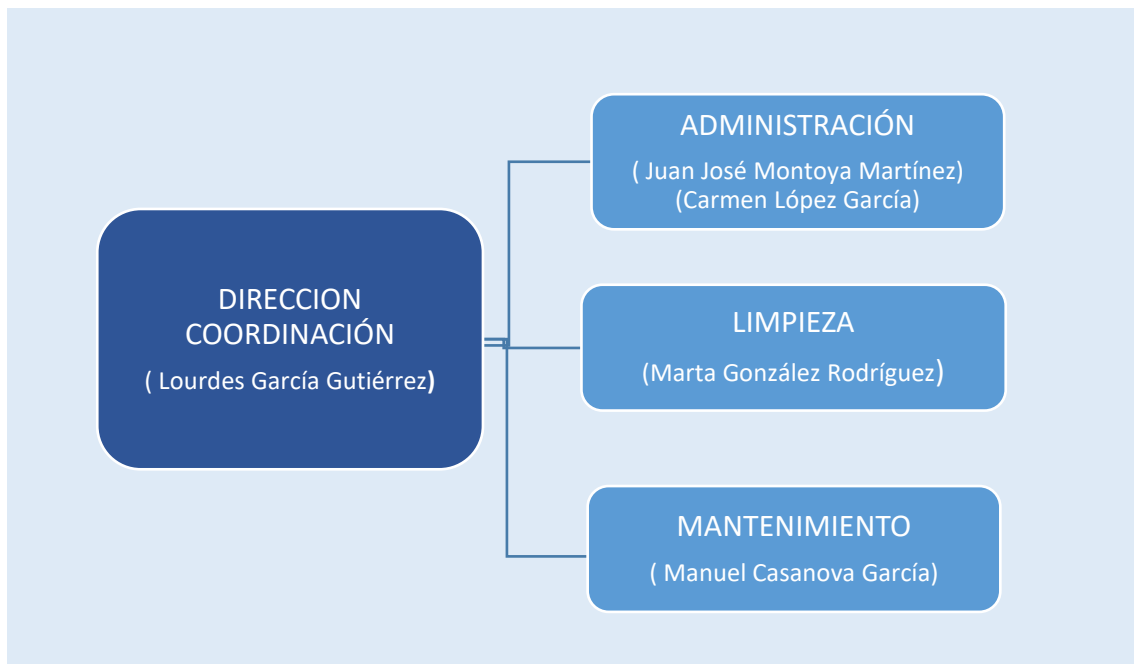 DIRECCION
COORDINACIÓN
( Lourdes García Gutiérrez)
ADMINISTRACIÓN
( Juan José Montoya Martínez)
(Carmen López García)
LIMPIEZA
(Marta González Rodríguez)
MANTENIMIENTO
( Manuel Casanova García)